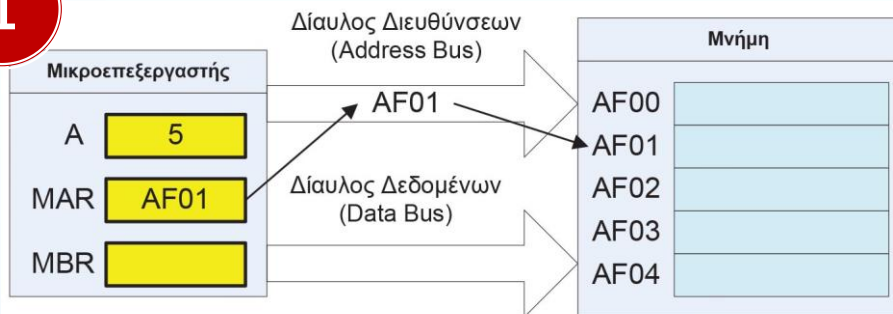 1
Δίαυλος Διευθύνσεων
(Address Bus)
Μικροεπεξεργαστής
Μνήμη
AF01
A 5
MAR AF01
MBR
Δίαυλος Δεδομένων
(Data Bus)
AF00
AF01
AF02
AF03
AF04